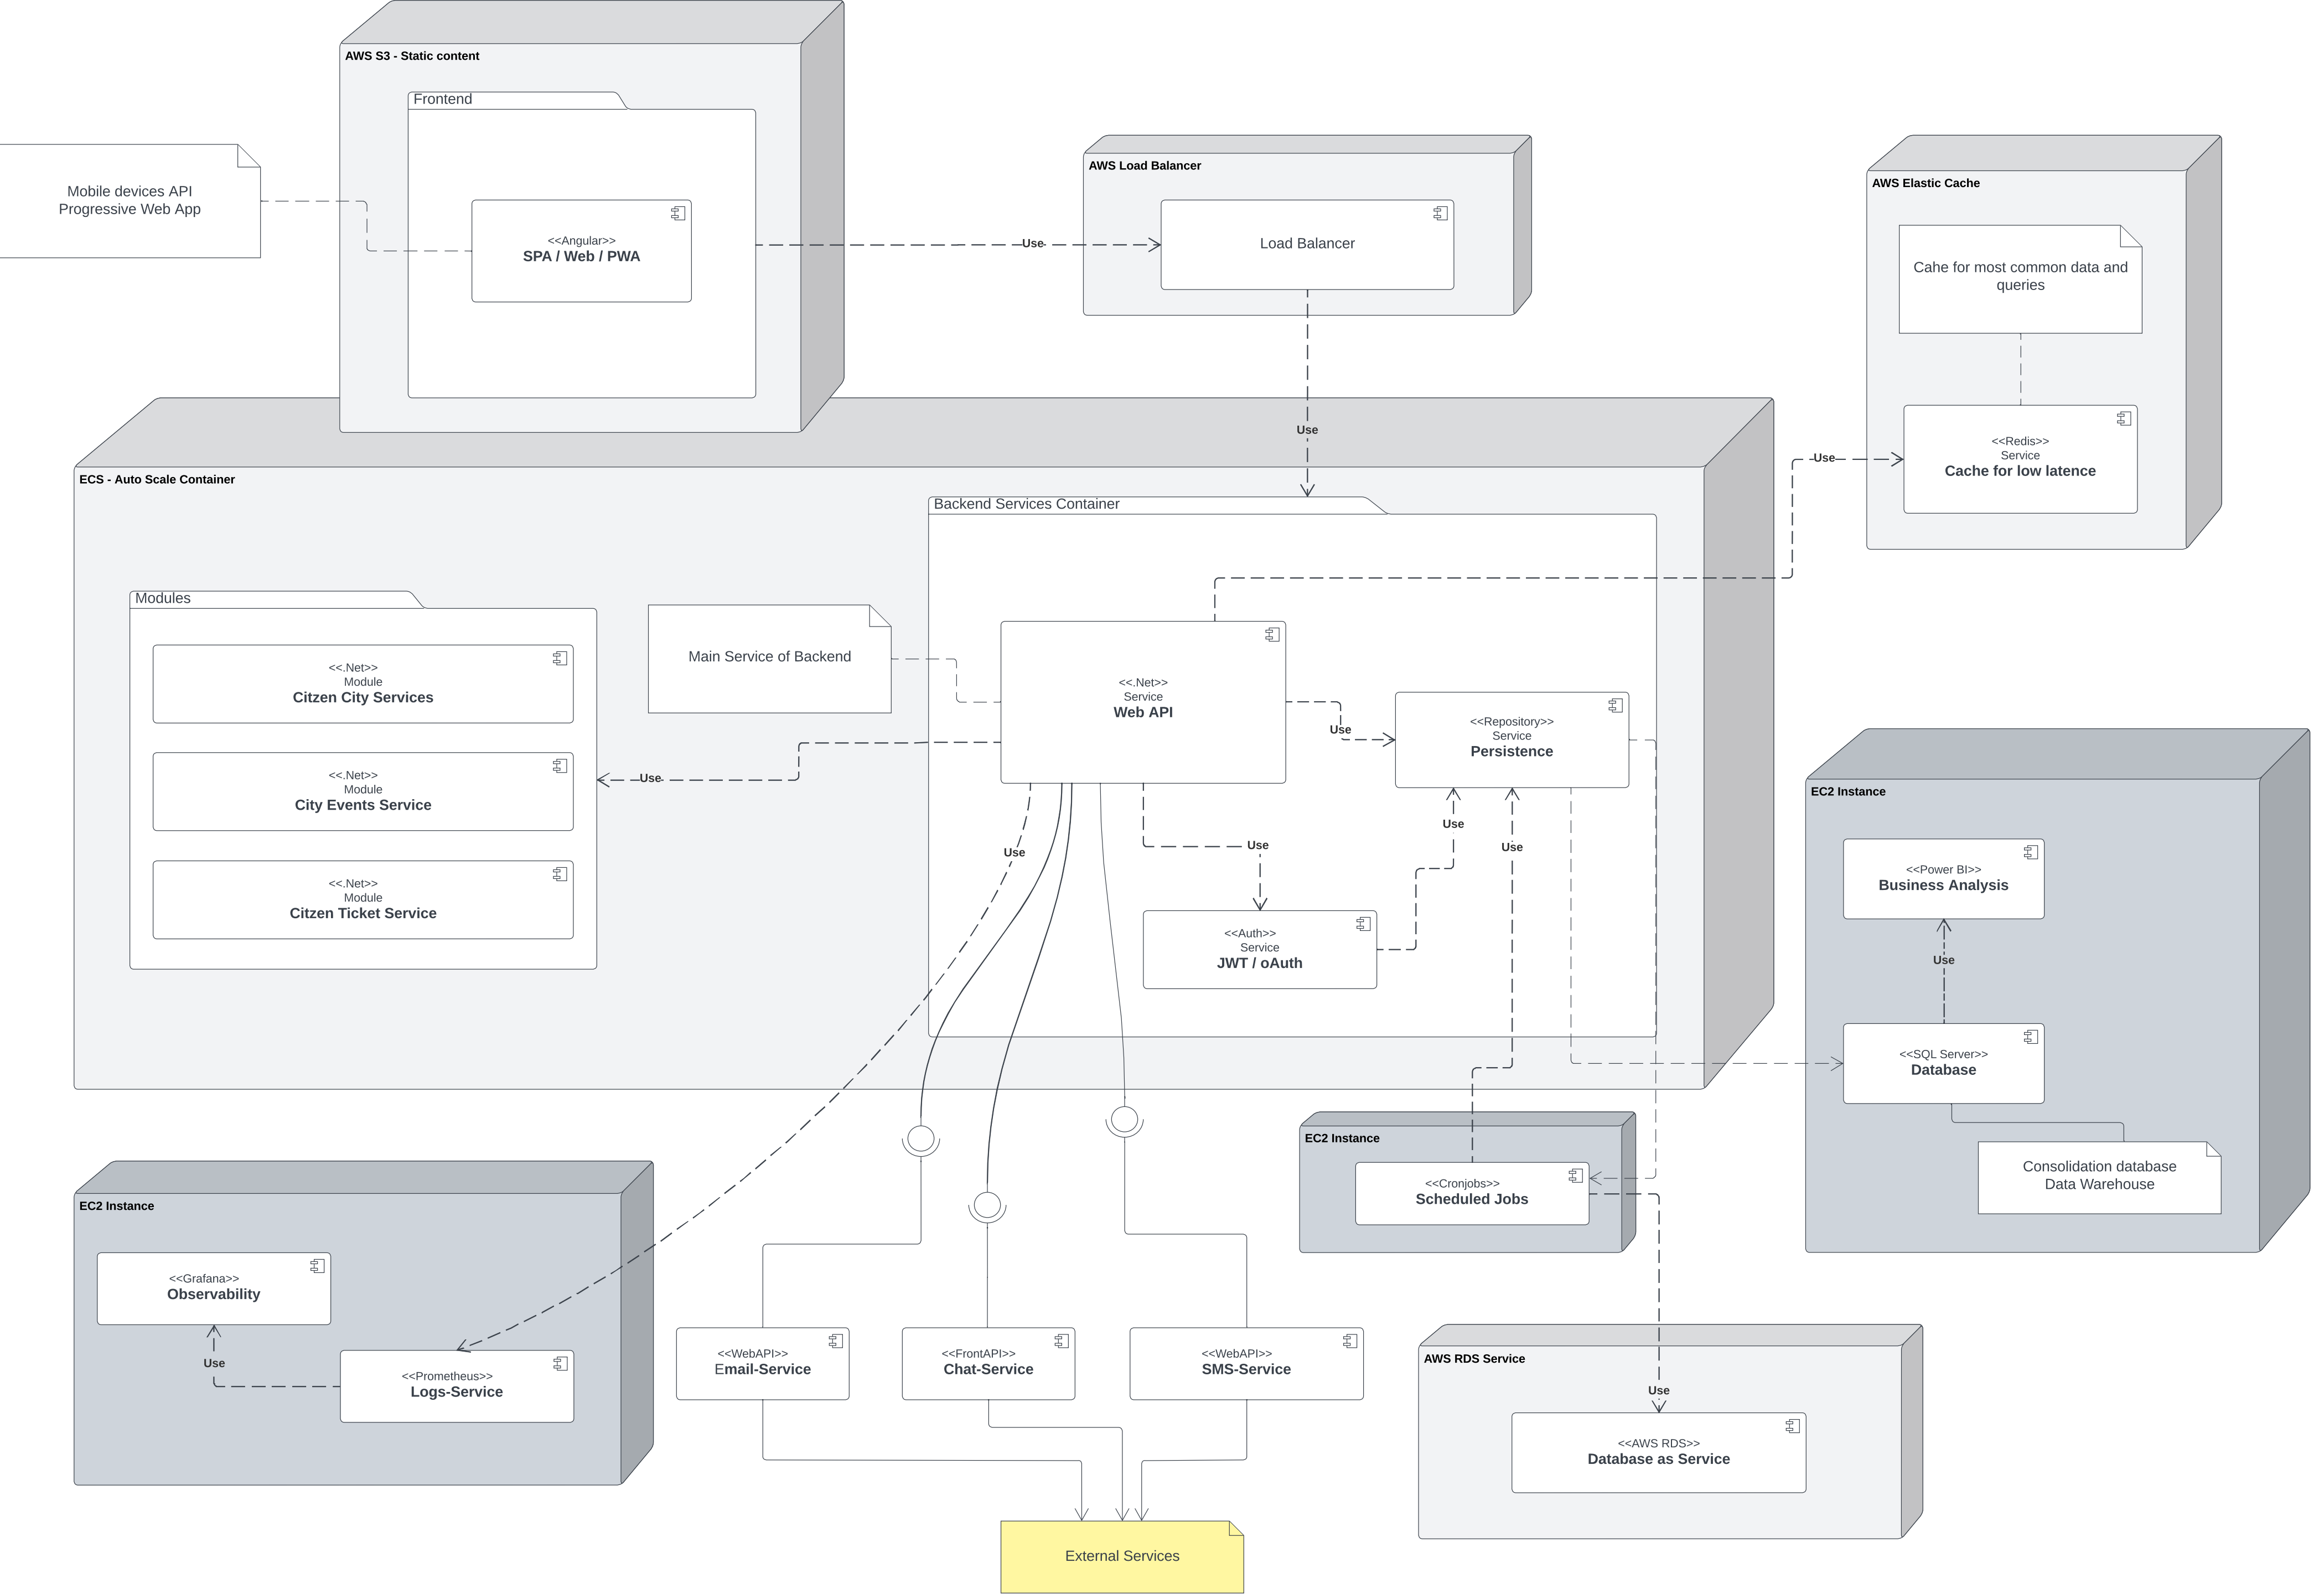 AWS S3 - Static content
Frontend
Mobile devices API
Progressive Web App
<<Angular>>
SPA / Web / PWA
Use
AWS Load Balancer
Load Balancer
Use
AWS Elastic Cache
Cahe for most common data and
queries
<<Redis>>
Service
Cache for low latence
Use
ECS - Auto Scale Container
Backend Services Container
Modules
<<.Net>>
Module
Citzen City Services
<<.Net>>
Module
City Events Service
<<.Net>>
Module
Citzen Ticket Service
Main Service of Backend
Use
<<.Net>>
Service
Web API
Use
<<Repository>>
Service
Persistence
Use
Use
Use
Use
<<Auth>>
Service
JWT / oAuth
EC2 Instance
<<Power BI>>
Business Analysis
Use
<<SQL Server>>
Database
Consolidation database
Data Warehouse
EC2 Instance
<<Cronjobs>>
Scheduled Jobs
EC2 Instance
<<Grafana>>
Observability
Use
<<Prometheus>>
Logs-Service
<<WebAPI>>
Email-Service
<<FrontAPI>>
Chat-Service
<<WebAPI>>
SMS-Service
AWS RDS Service
Use
<<AWS RDS>>
Database as Service
External Services